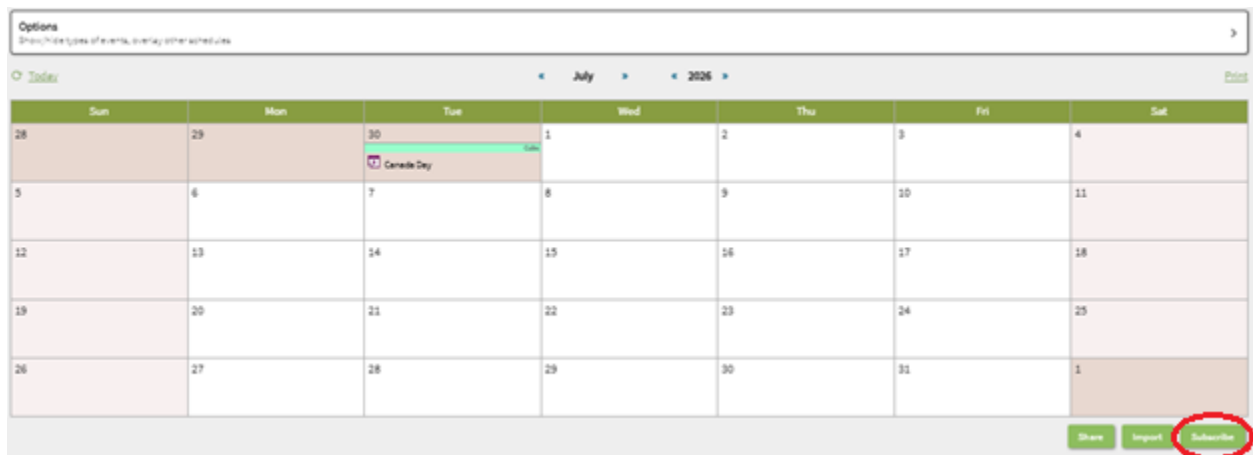 Options
Show/hide types of events, overlay other schedules
Today « July » « 2026 » Print
Sun Mon Tue Wed Thu Fri Sat
28 29 30 1 2 3 4
Canada Day
5 6 7 8 9 10 11
12 13 14 15 16 17 18
19 20 21 22 23 24 25
26 27 28 29 30 31 1
Share Import Subscribe